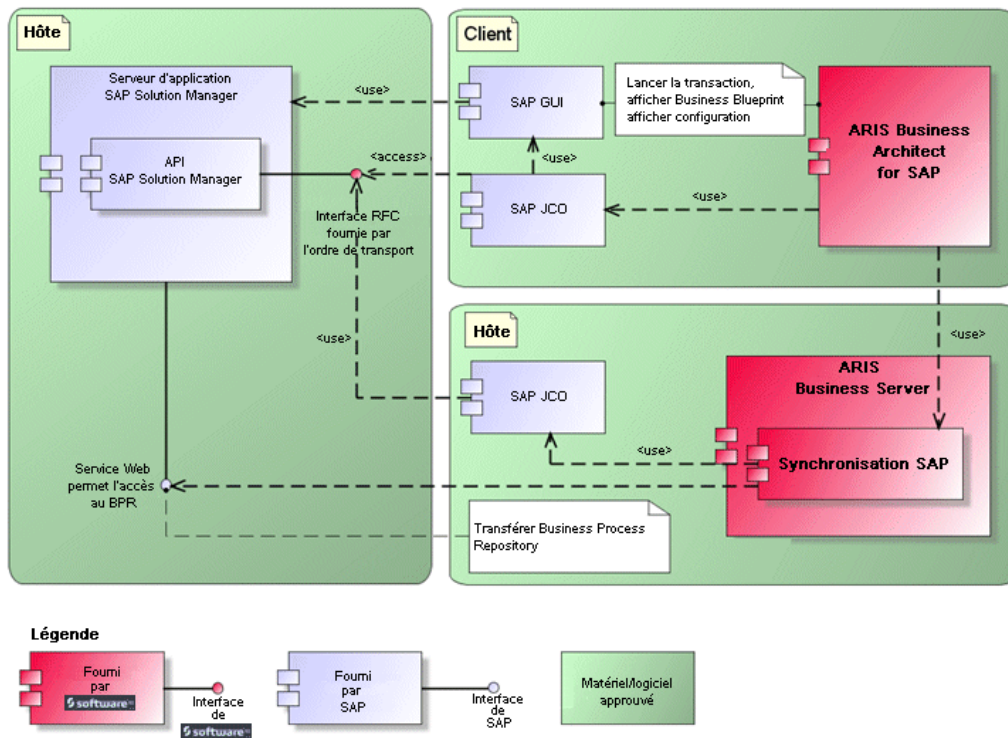 Hôte
Serveur d'application
SAP Solution Manager
API
SAP Solution Manager
<use>
<access>
Interface RFC
fournie par
l'ordre de transport
<use>
Service Web
permet l'accès
au BPR
Client
SAP GUI
Lancer la transaction,
afficher Business Blueprint
afficher configuration
ARIS Business
Architect
for SAP
<use>
SAP JCO
<use>
<use>
Hôte
SAP JCO
ARIS
Business Server
<use>
Synchronisation SAP
Transférer Business Process
Repository
Légende
Fourni
par
software
Interface
de
software
Fourni
par
SAP
Interface
de
SAP
Matériel/logiciel
approuvé